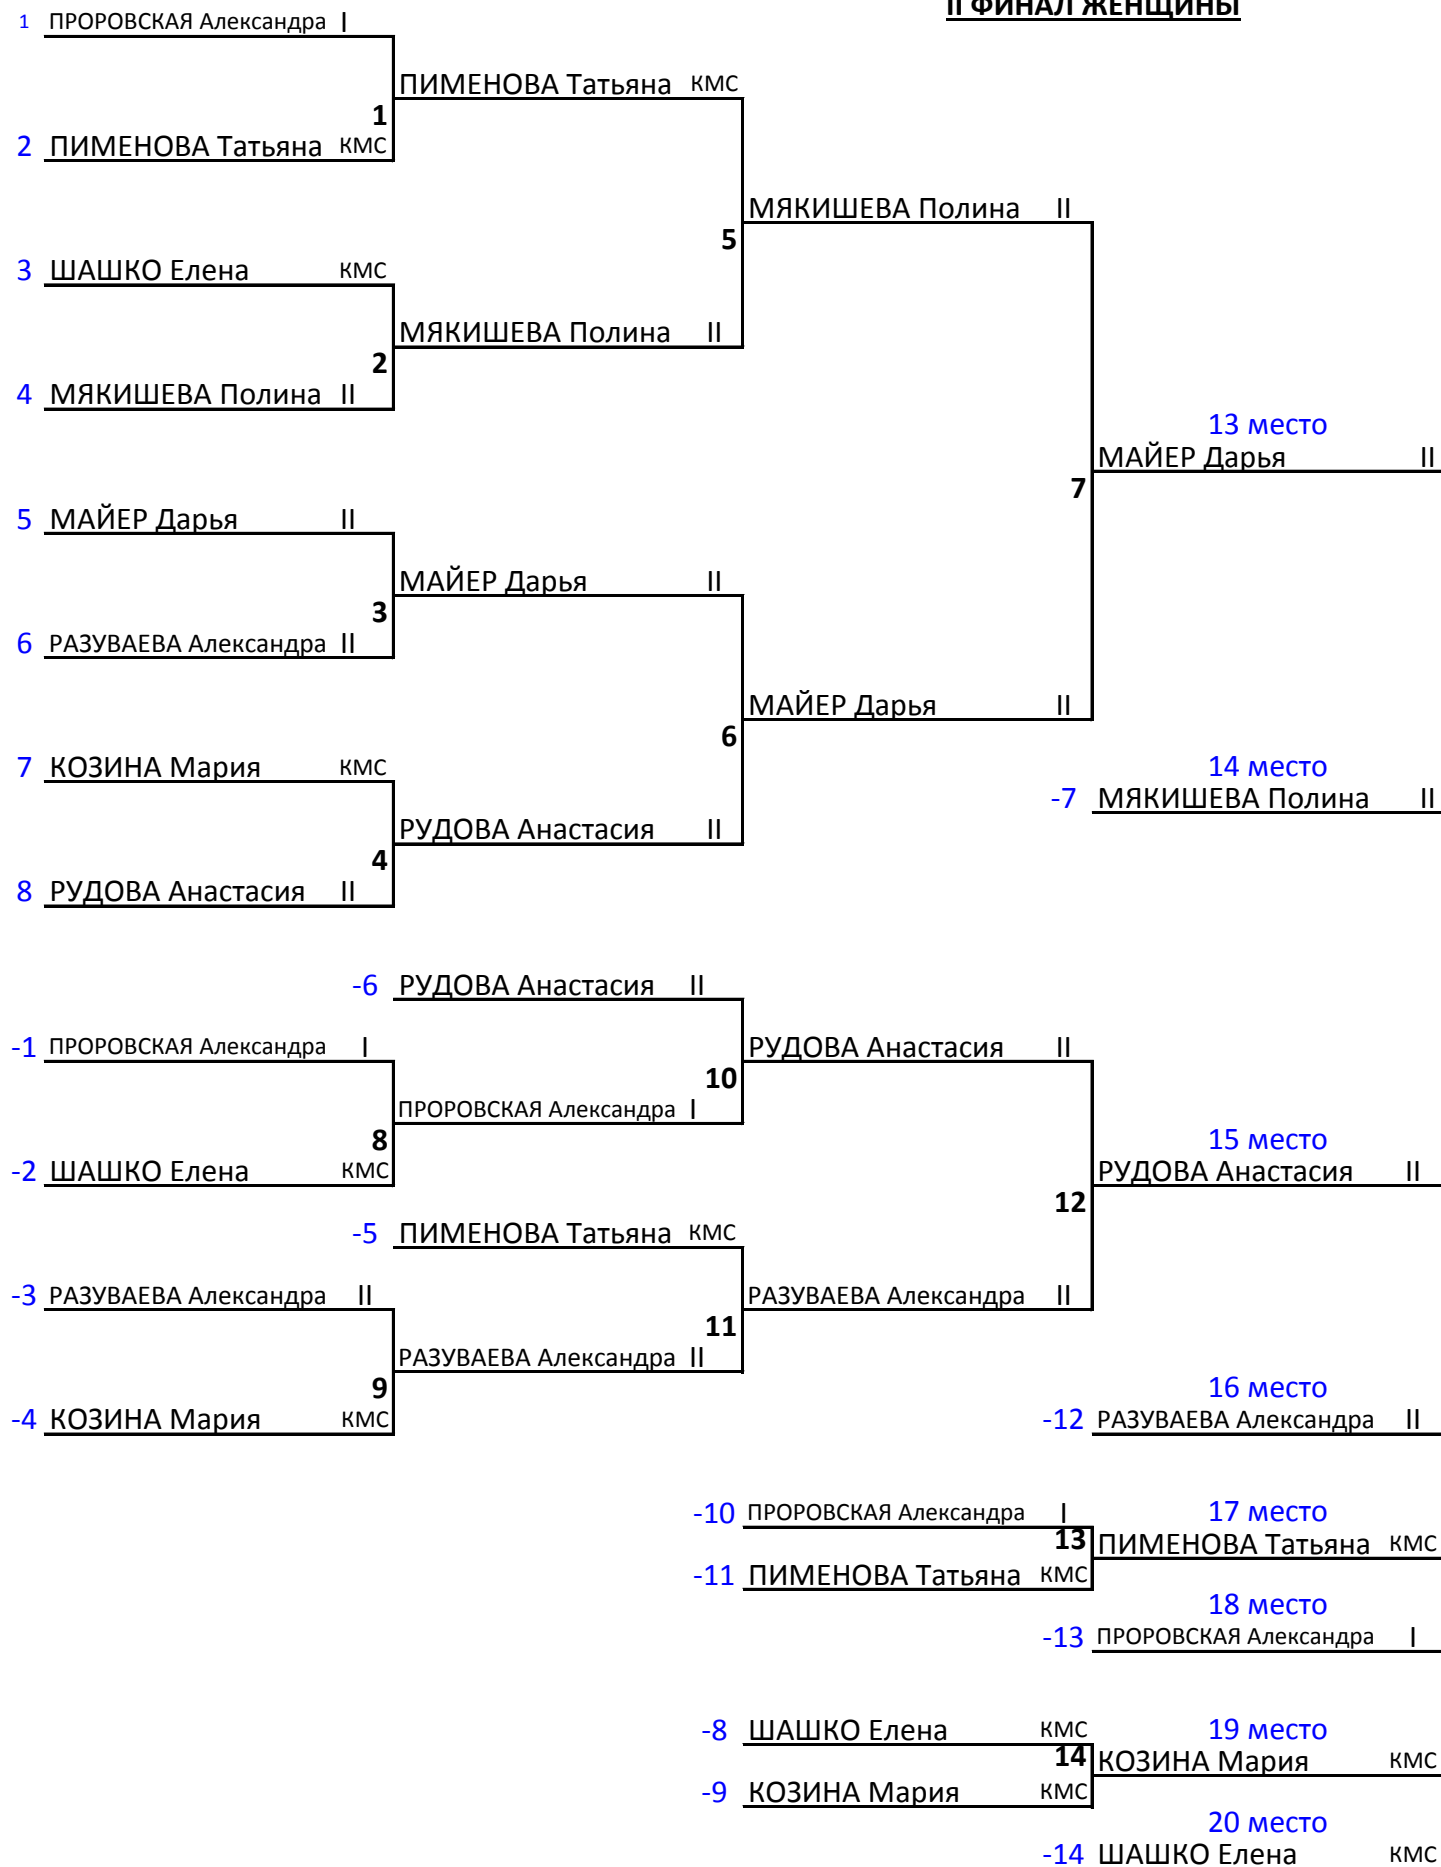 II ФИНАЛ ЖЕНЩИНЫ
1 ПРОРОВСКАЯ Александра I
ПИМЕНОВА Татьяна КМС
1
2 ПИМЕНОВА Татьяна КМС
МЯКИШЕВА Полина II
5
3 ШАШКО Елена КМС
МЯКИШЕВА Полина II
2
4 МЯКИШЕВА Полина II
13 место
МАЙЕР Дарья II
7
5 МАЙЕР Дарья II
МАЙЕР Дарья II
3
6 РАЗУВАЕВА Александра II
МАЙЕР Дарья II
6
7 КОЗИНА Мария КМС
14 место
-7 МЯКИШЕВА Полина II
РУДОВА Анастасия II
4
8 РУДОВА Анастасия II
-6 РУДОВА Анастасия II
-1 ПРОРОВСКАЯ Александра I
РУДОВА Анастасия II
10
ПРОРОВСКАЯ Александра I
8
15 место
-2 ШАШКО Елена КМС
РУДОВА Анастасия II
12
-5 ПИМЕНОВА Татьяна КМС
-3 РАЗУВАЕВА Александра II
РАЗУВАЕВА Александра II
11
РАЗУВАЕВА Александра II
9
16 место
-4 КОЗИНА Мария КМС
-12 РАЗУВАЕВА Александра II
-10 ПРОРОВСКАЯ Александра I
17 место
13
ПИМЕНОВА Татьяна КМС
-11 ПИМЕНОВА Татьяна КМС
18 место
-13 ПРОРОВСКАЯ Александра I
-8 ШАШКО Елена КМС
19 место
14
КОЗИНА Мария КМС
-9 КОЗИНА Мария КМС
20 место
-14 ШАШКО Елена КМС